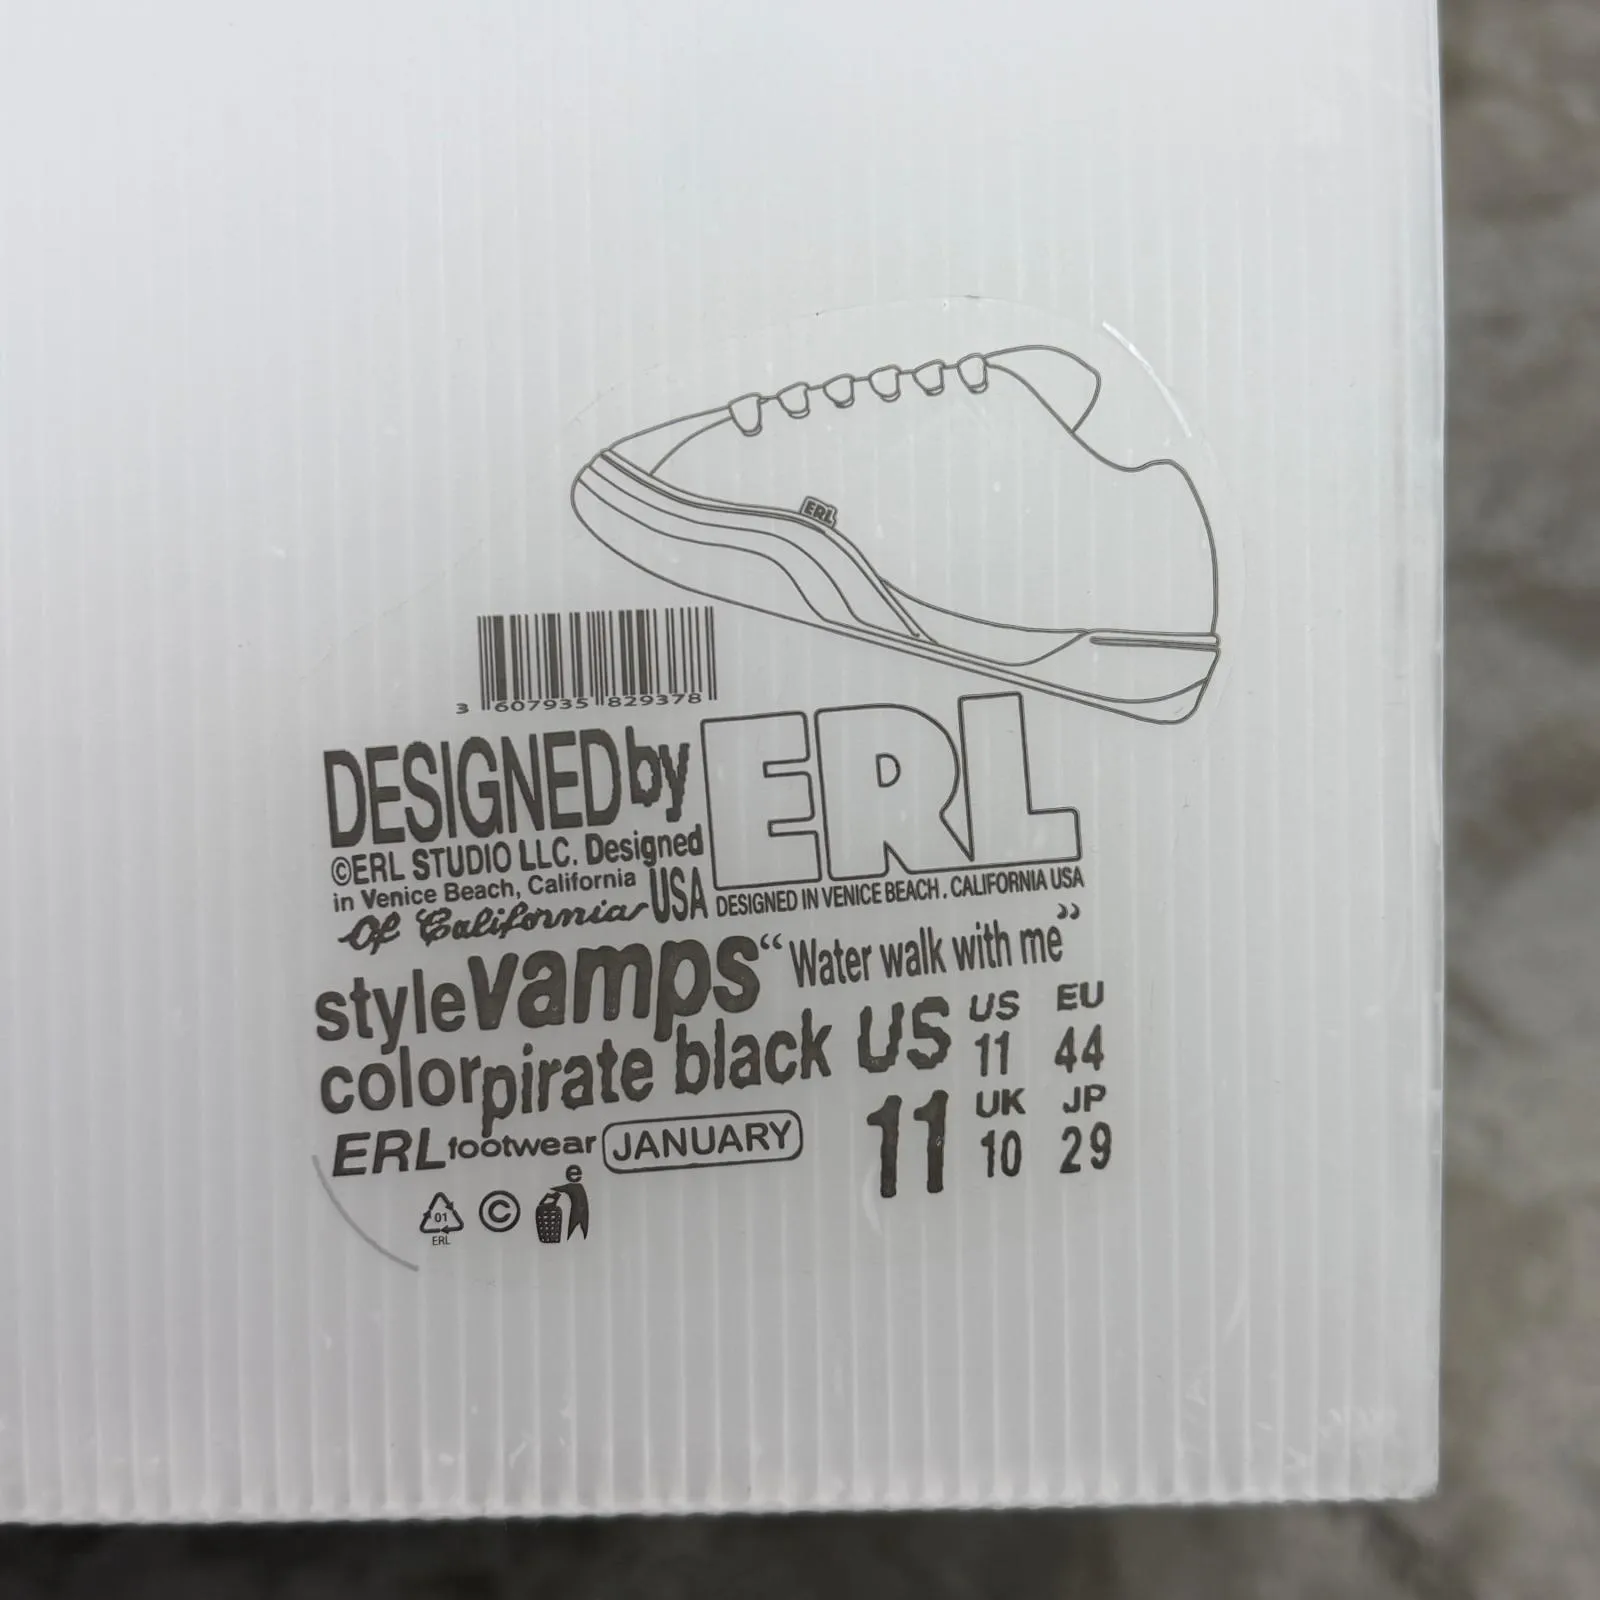 ERL
3 607935 829378
DESIGNED by ERL
©ERL STUDIO LLC. Designed
in Venice Beach, California USA
Of California
DESIGNED IN VENICE BEACH . CALIFORNIA USA
style vamps “Water walk with me”
color pirate black US 11
US 11 EU 44
UK 10 JP 29
ERL footwear JANUARY
e
01 ©
ERL